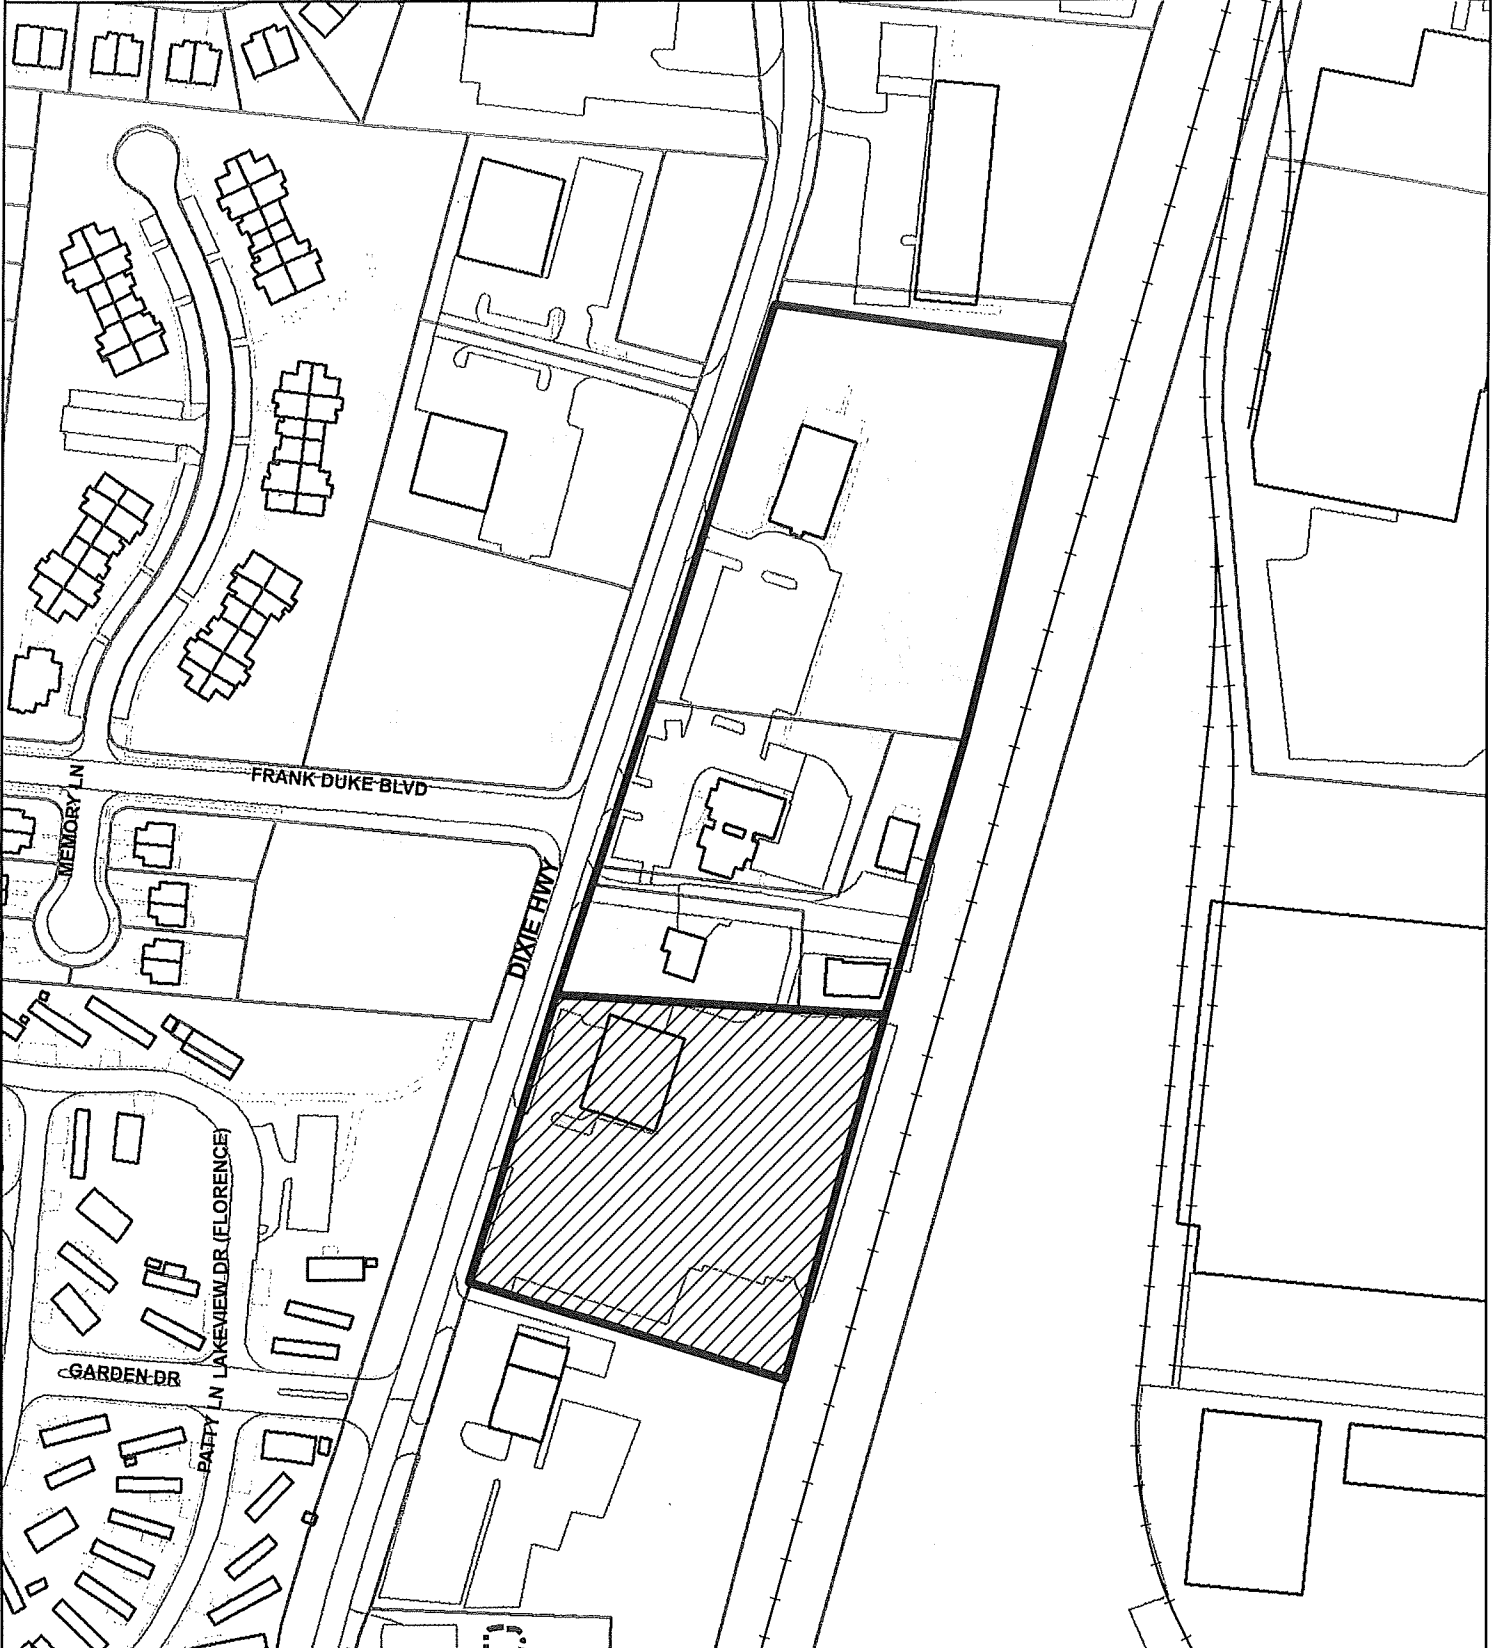 FRANK DUKE BLVD
MEMORY LN
DIXIE HWY
PATTY LN LAKEVIEW DR (FLORENCE)
GARDEN DR